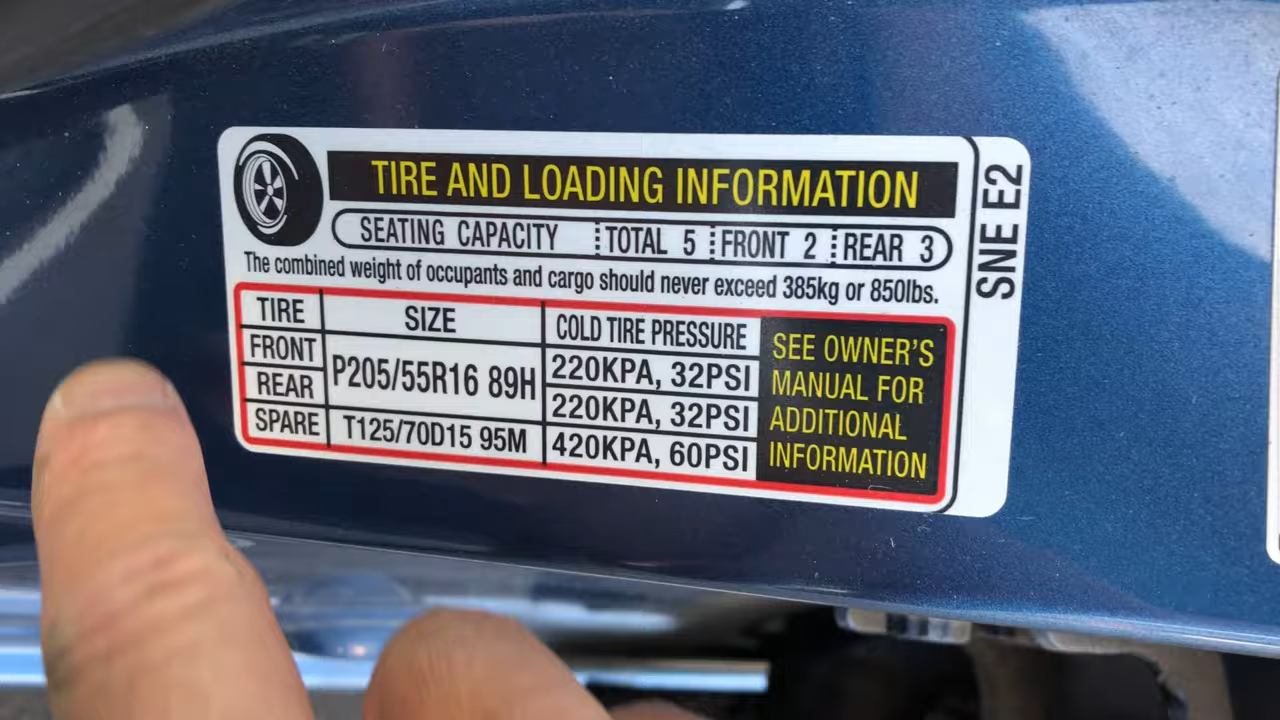 TIRE AND LOADING INFORMATION
SEATING CAPACITY TOTAL 5 FRONT 2 REAR 3
The combined weight of occupants and cargo should never exceed 385kg or 850lbs.
TIRE SIZE COLD TIRE PRESSURE
FRONT P205/55R16 89H 220KPA, 32PSI
REAR 220KPA, 32PSI
SPARE T125/70D15 95M 420KPA, 60PSI
SEE OWNER'S
MANUAL FOR
ADDITIONAL
INFORMATION
SNE E2